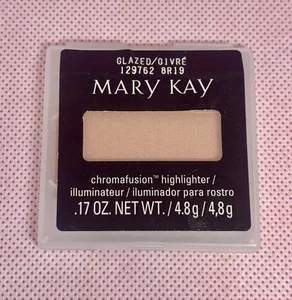 GLAZED/GIVRÉ
129762 8R19
MARY KAY
chromafusion™ highlighter /
illuminateur / iluminador para rostro
.17 OZ. NET WT. / 4.8 g / 4,8 g